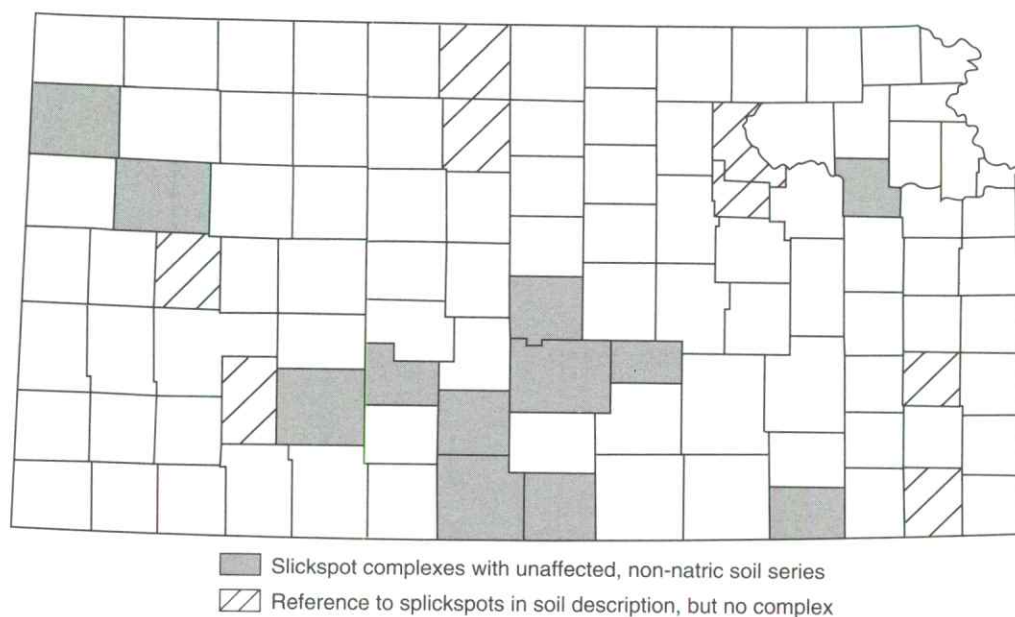 Slickspot complexes with unaffected, non-natric soil series
Reference to splickspots in soil description, but no complex